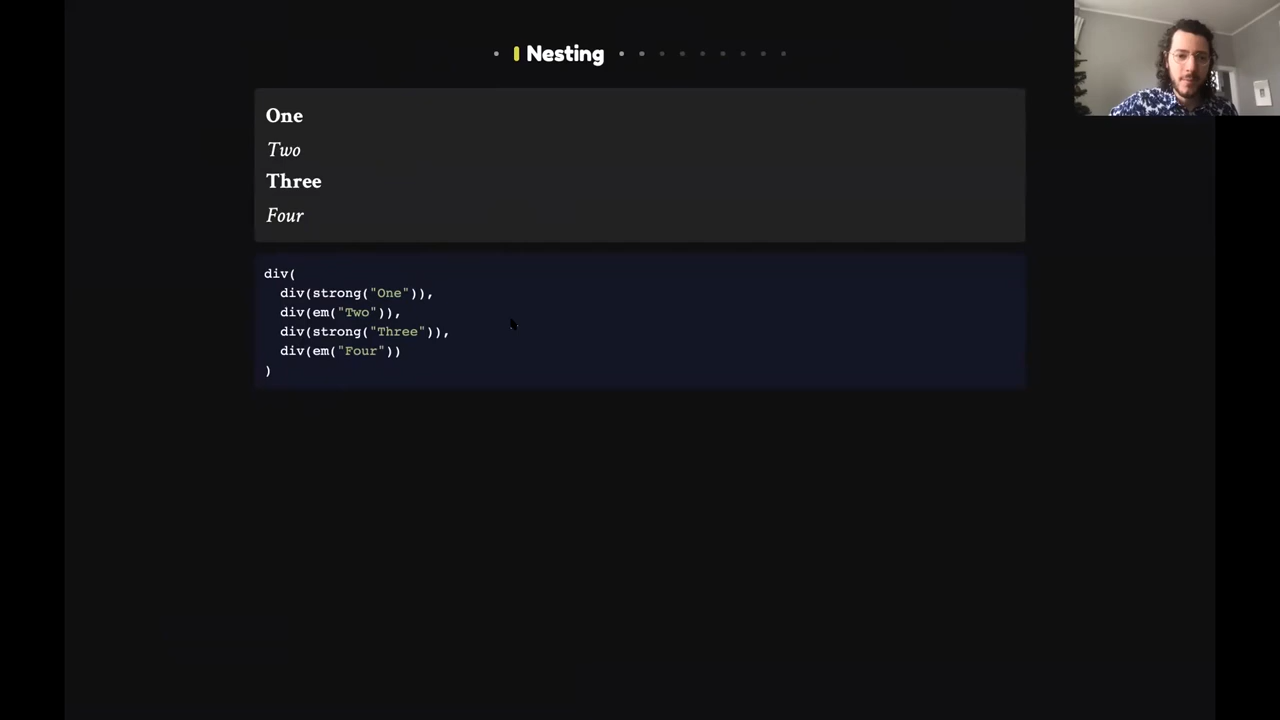 Nesting
One
Two
Three
Four
div(
  div(strong("One")),
  div(em("Two")),
  div(strong("Three")),
  div(em("Four"))
)